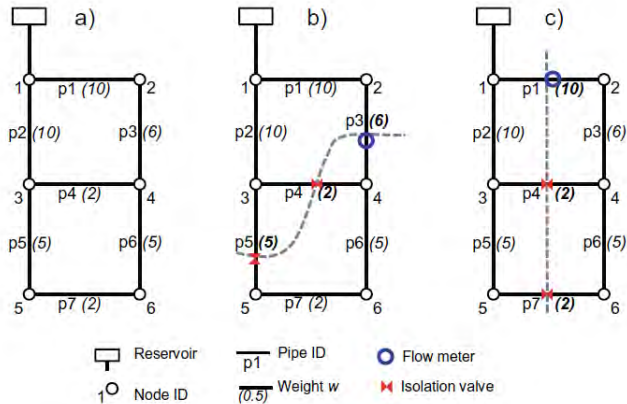 a)
b)
c)
1
2
p1 (10)
p2 (10)
p3 (6)
3
4
p4 (2)
p5 (5)
p6 (5)
5
6
p7 (2)
1
2
p1 (10)
p2 (10)
p3 (6)
3
4
p4 (2)
p5 (5)
p6 (5)
5
6
p7 (2)
1
2
p1 (10)
p2 (10)
p3 (6)
3
4
p4 (2)
p5 (5)
p6 (5)
5
6
p7 (2)
Reservoir
1 Node ID
p1 Pipe ID
(0.5) Weight w
Flow meter
Isolation valve